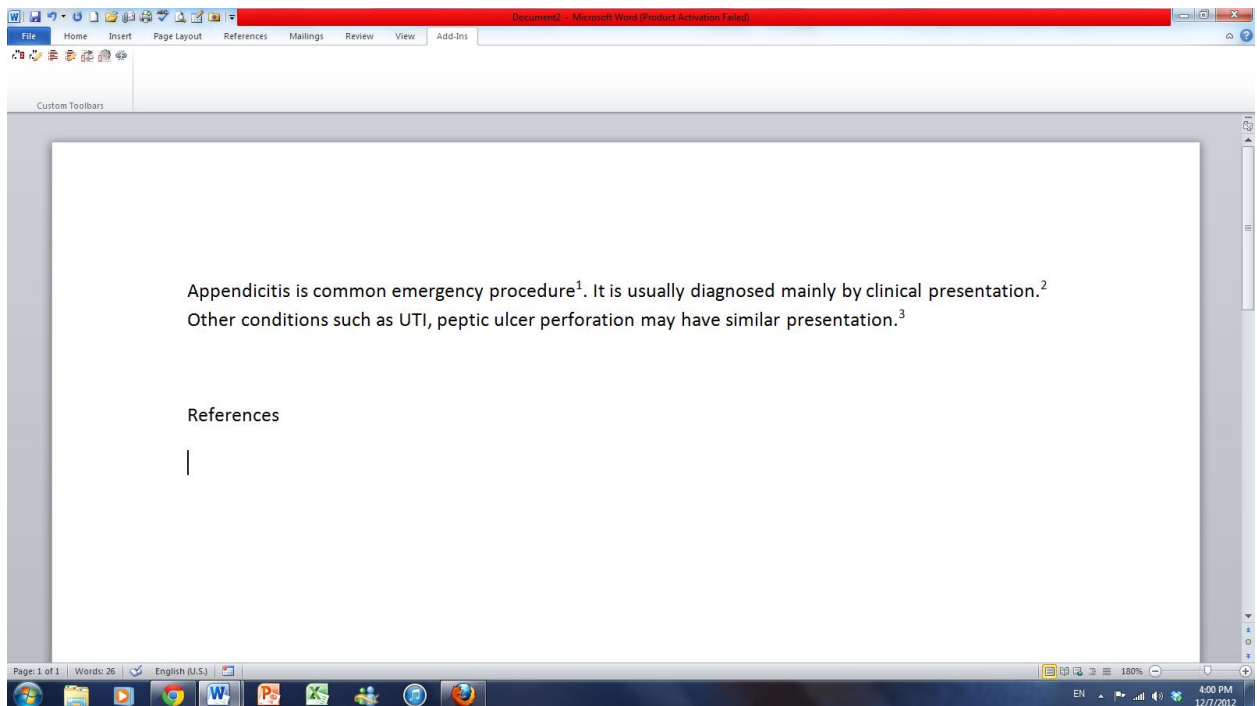 Document2 - Microsoft Word (Product Activation Failed)
File Home Insert Page Layout References Mailings Review View Add-Ins
Custom Toolbars
Appendicitis is common emergency procedure¹. It is usually diagnosed mainly by clinical presentation.²
Other conditions such as UTI, peptic ulcer perforation may have similar presentation.³
References
Page: 1 of 1 Words: 26 English (U.S.) 180%
EN 4:00 PM
12/7/2012